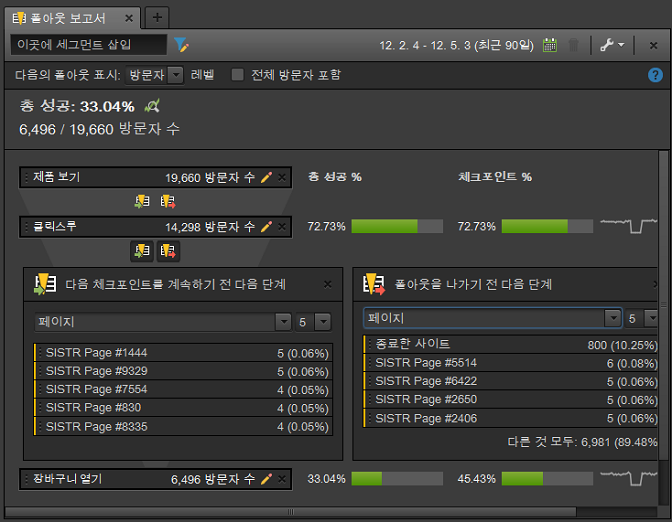 폴아웃 보고서
이곳에 세그먼트 삽입
12. 2. 4 - 12. 5. 3 (최근 90일)
다음의 폴아웃 표시: 방문자 레벨 전체 방문자 포함
총 성공: 33.04%
6,496 / 19,660 방문자 수
제품 보기 19,660 방문자 수 총 성공 % 체크포인트 %
클릭스루 14,298 방문자 수 72.73% 72.73%
다음 체크포인트를 계속하기 전 다음 단계
페이지 5
SISTR Page #1444 5 (0.06%)
SISTR Page #9329 5 (0.06%)
SISTR Page #7554 4 (0.05%)
SISTR Page #830 4 (0.05%)
SISTR Page #8335 4 (0.05%)
폴아웃을 나가기 전 다음 단계
페이지 5
종료한 사이트 800 (10.25%)
SISTR Page #5514 6 (0.08%)
SISTR Page #6422 5 (0.06%)
SISTR Page #2650 5 (0.06%)
SISTR Page #2406 5 (0.06%)
다른 것 모두: 6,981 (89.48%
장바구니 열기 6,496 방문자 수 33.04% 45.43%